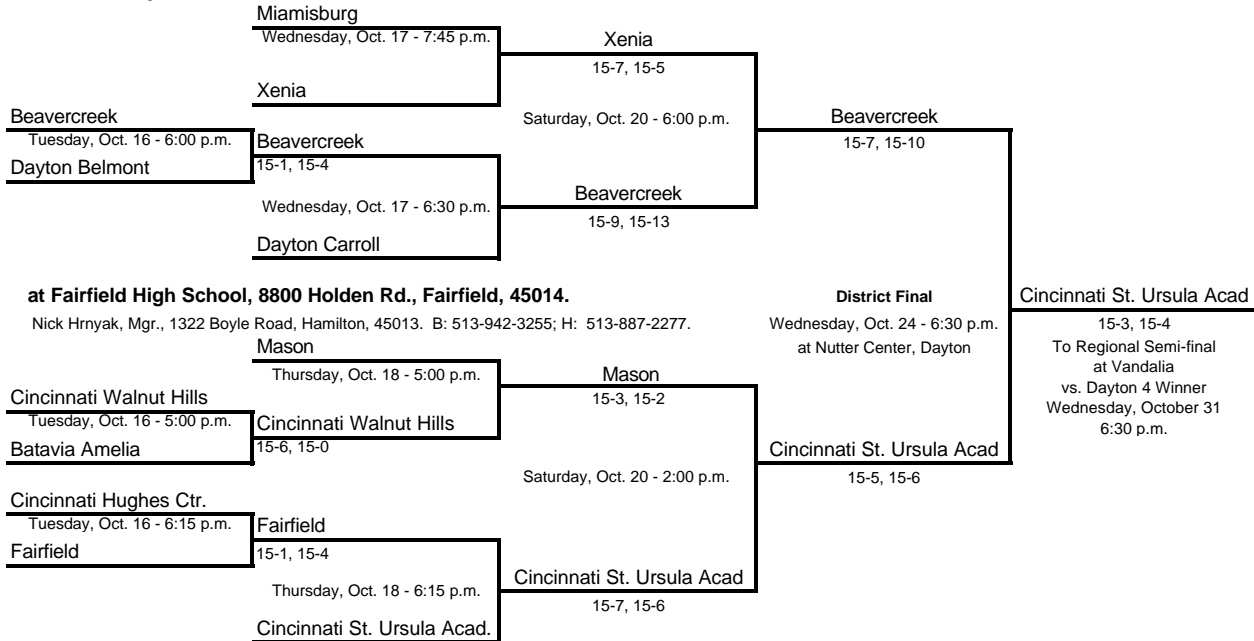 Miamisburg
Wednesday, Oct. 17 - 7:45 p.m.
Xenia
15-7, 15-5
Xenia
Beavercreek
Saturday, Oct. 20 - 6:00 p.m.
Beavercreek
Tuesday, Oct. 16 - 6:00 p.m.
Beavercreek
15-7, 15-10
Dayton Belmont
15-1, 15-4
Wednesday, Oct. 17 - 6:30 p.m.
Beavercreek
15-9, 15-13
Dayton Carroll
at Fairfield High School, 8800 Holden Rd., Fairfield, 45014.
District Final
Cincinnati St. Ursula Acad
Nick Hrnyak, Mgr., 1322 Boyle Road, Hamilton, 45013. B: 513-942-3255; H: 513-887-2277.
Wednesday, Oct. 24 - 6:30 p.m.
15-3, 15-4
Mason
at Nutter Center, Dayton
To Regional Semi-final
at Vandalia
vs. Dayton 4 Winner
Wednesday, October 31
6:30 p.m.
Thursday, Oct. 18 - 5:00 p.m.
Mason
15-3, 15-2
Cincinnati Walnut Hills
Tuesday, Oct. 16 - 5:00 p.m.
Cincinnati Walnut Hills
Batavia Amelia
15-6, 15-0
Cincinnati St. Ursula Acad
Saturday, Oct. 20 - 2:00 p.m.
15-5, 15-6
Cincinnati Hughes Ctr.
Tuesday, Oct. 16 - 6:15 p.m.
Fairfield
Fairfield
15-1, 15-4
Cincinnati St. Ursula Acad
Thursday, Oct. 18 - 6:15 p.m.
15-7, 15-6
Cincinnati St. Ursula Acad.